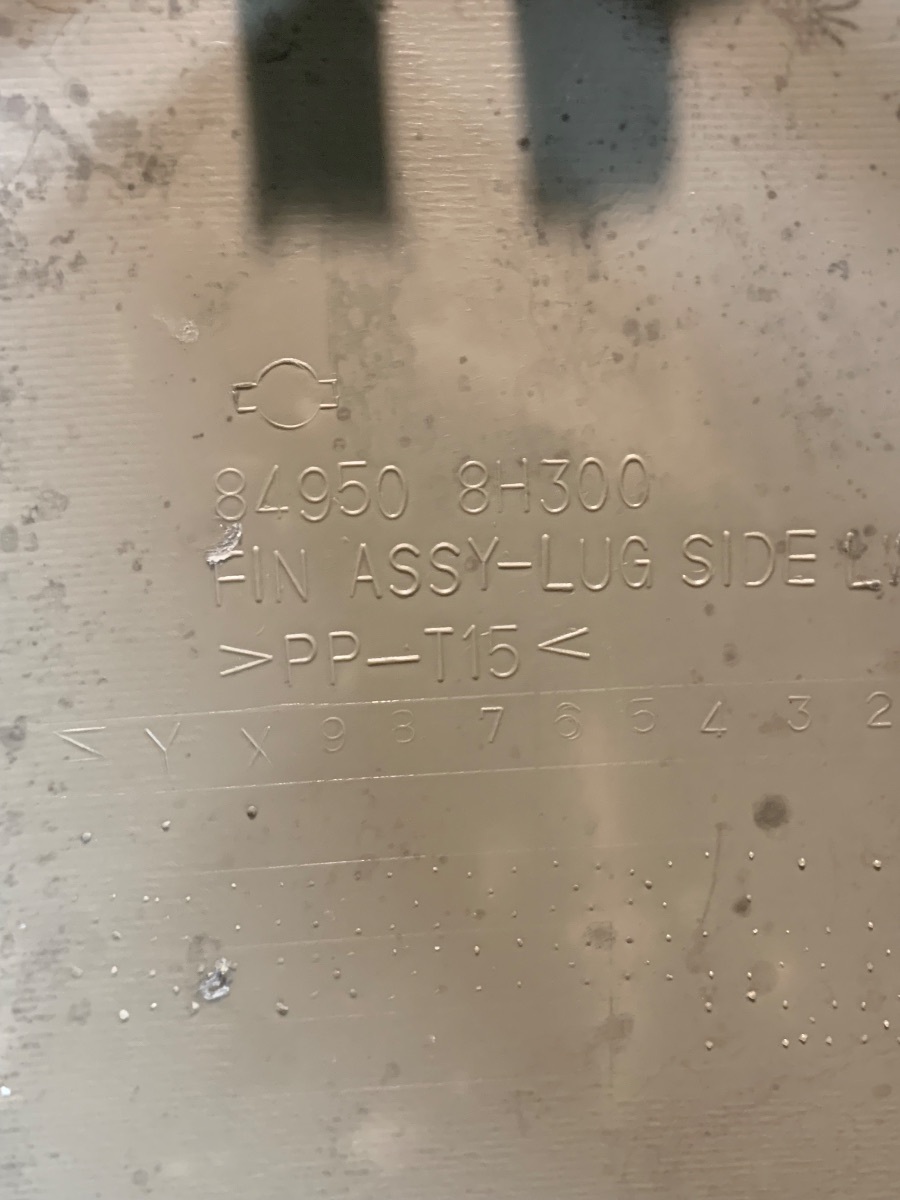 84950 8H300
FIN ASSY-LUG SIDE
>PP-T15<
Z Y X 9 8 7 6 5 4 3 2